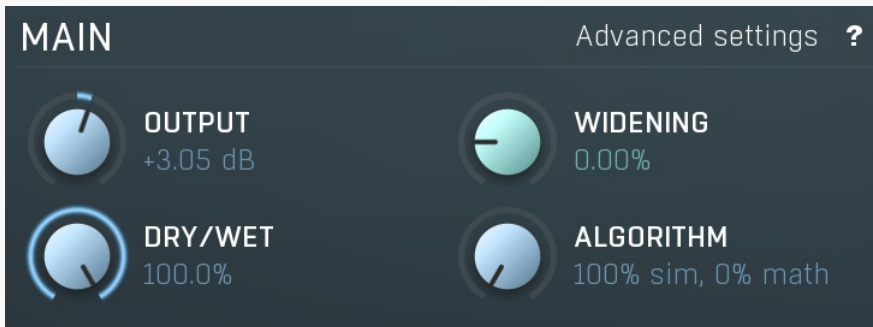 MAIN
Advanced settings ?
OUTPUT
+3.05 dB
WIDENING
0.00%
DRY/WET
100.0%
ALGORITHM
100% sim, 0% math